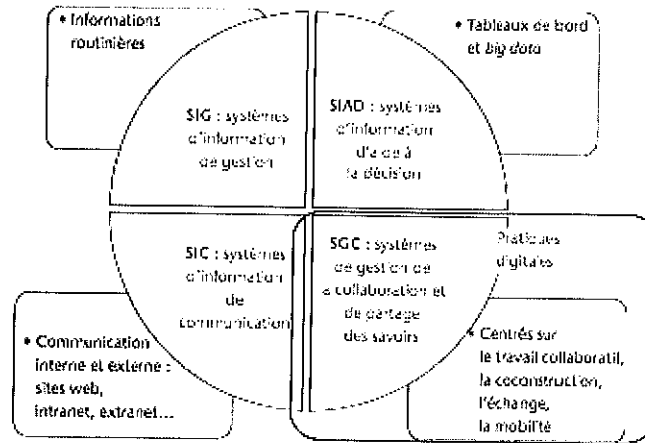 • Informations
routinières
• Tableaux de bord
et big data
SIG : systèmes
d'information
de gestion
SIAD : systèmes
d'information
d'aide à
la décision
SIC : systèmes
d'information
de
communication
SGC : systèmes
de gestion de
la collaboration et
de partage
des savoirs
Pratiques
digitales
• Communication
interne et externe :
sites web,
intranet, extranet...
• Centrés sur
le travail collaboratif,
la coconstruction,
l'échange,
la mobilité